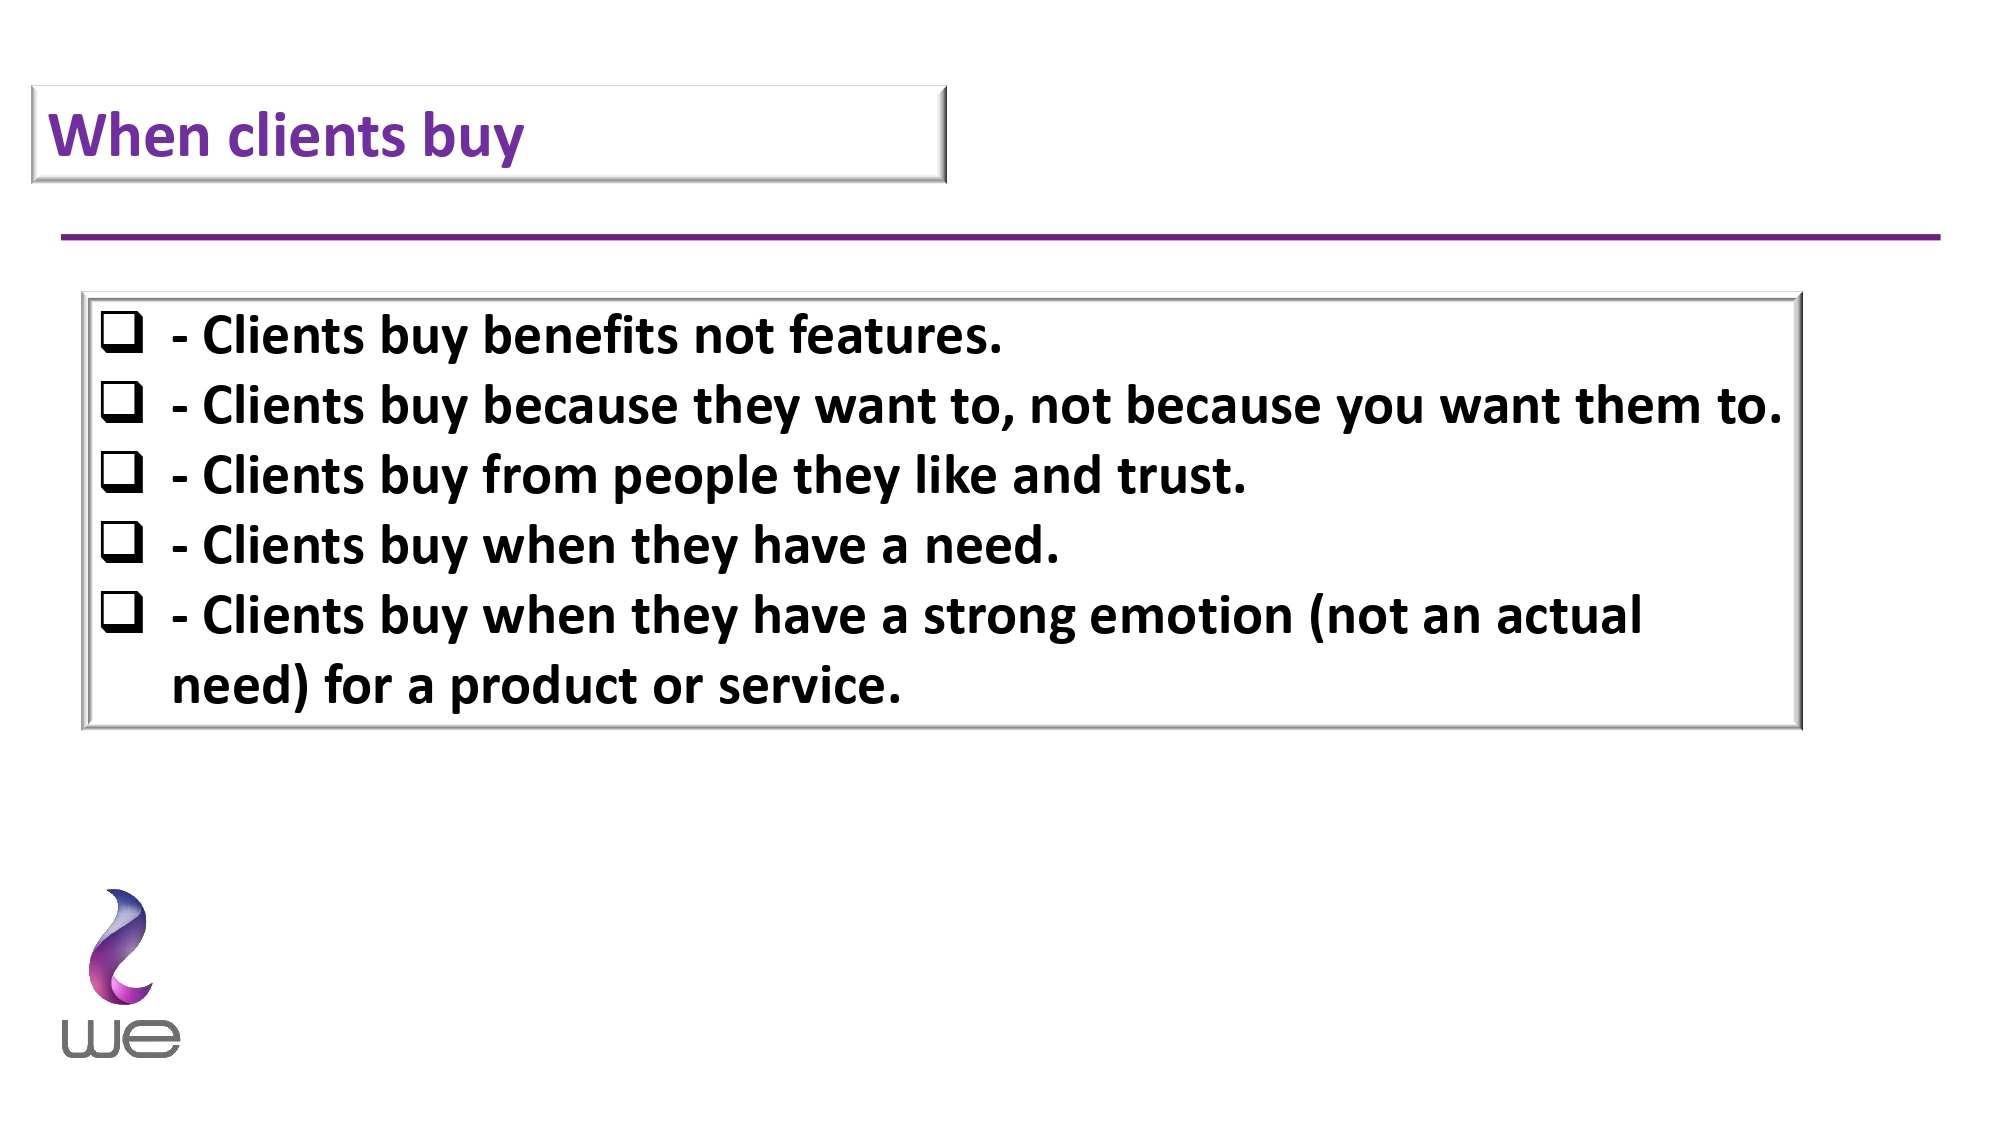 When clients buy
❑ - Clients buy benefits not features.
❑ - Clients buy because they want to, not because you want them to.
❑ - Clients buy from people they like and trust.
❑ - Clients buy when they have a need.
❑ - Clients buy when they have a strong emotion (not an actual
need) for a product or service.
we